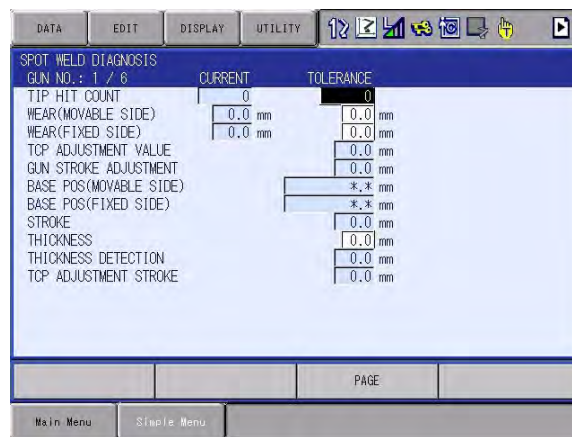 DATA EDIT DISPLAY UTILITY
SPOT WELD DIAGNOSIS
GUN NO.: 1 / 6 CURRENT TOLERANCE
TIP HIT COUNT 0 0
WEAR(MOVABLE SIDE) 0.0 mm 0.0 mm
WEAR(FIXED SIDE) 0.0 mm 0.0 mm
TCP ADJUSTMENT VALUE 0.0 mm
GUN STROKE ADJUSTMENT 0.0 mm
BASE POS(MOVABLE SIDE) *.* mm
BASE POS(FIXED SIDE) *.* mm
STROKE 0.0 mm
THICKNESS 0.0 mm
THICKNESS DETECTION 0.0 mm
TCP ADJUSTMENT STROKE 0.0 mm
PAGE
Main Menu Simple Menu